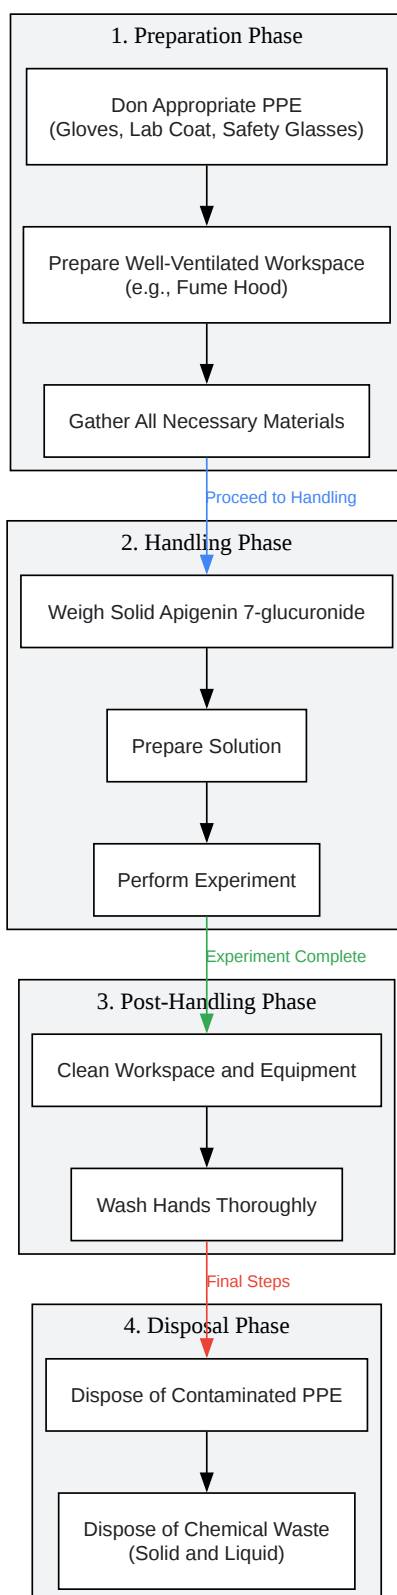 1. Preparation Phase
Don Appropriate PPE
(Gloves, Lab Coat, Safety Glasses)
Prepare Well-Ventilated Workspace
(e.g., Fume Hood)
Gather All Necessary Materials
Proceed to Handling
2. Handling Phase
Weigh Solid Apigenin 7-glucuronide
Prepare Solution
Perform Experiment
Experiment Complete
3. Post-Handling Phase
Clean Workspace and Equipment
Wash Hands Thoroughly
Final Steps
4. Disposal Phase
Dispose of Contaminated PPE
Dispose of Chemical Waste
(Solid and Liquid)